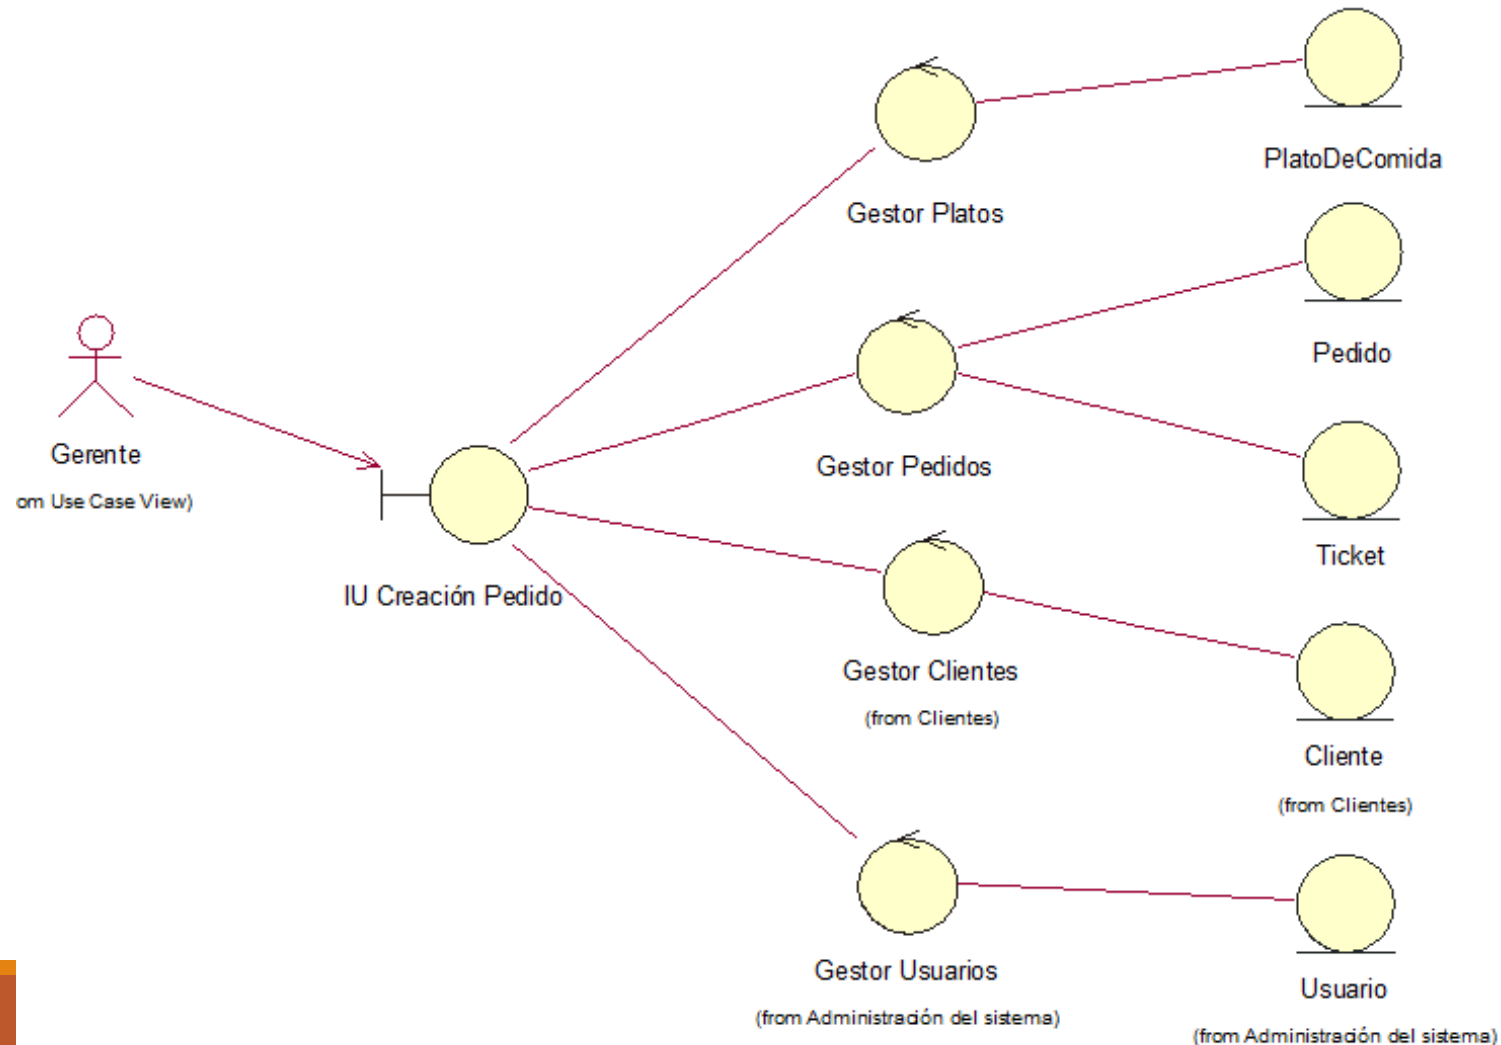 PlatoDeComida
Gestor Platos
Pedido
Gerente
om Use Case View)
Gestor Pedidos
Ticket
IU Creación Pedido
Gestor Clientes
(from Clientes)
Cliente
(from Clientes)
Gestor Usuarios
(from Administración del sistema)
Usuario
(from Administración del sistema)